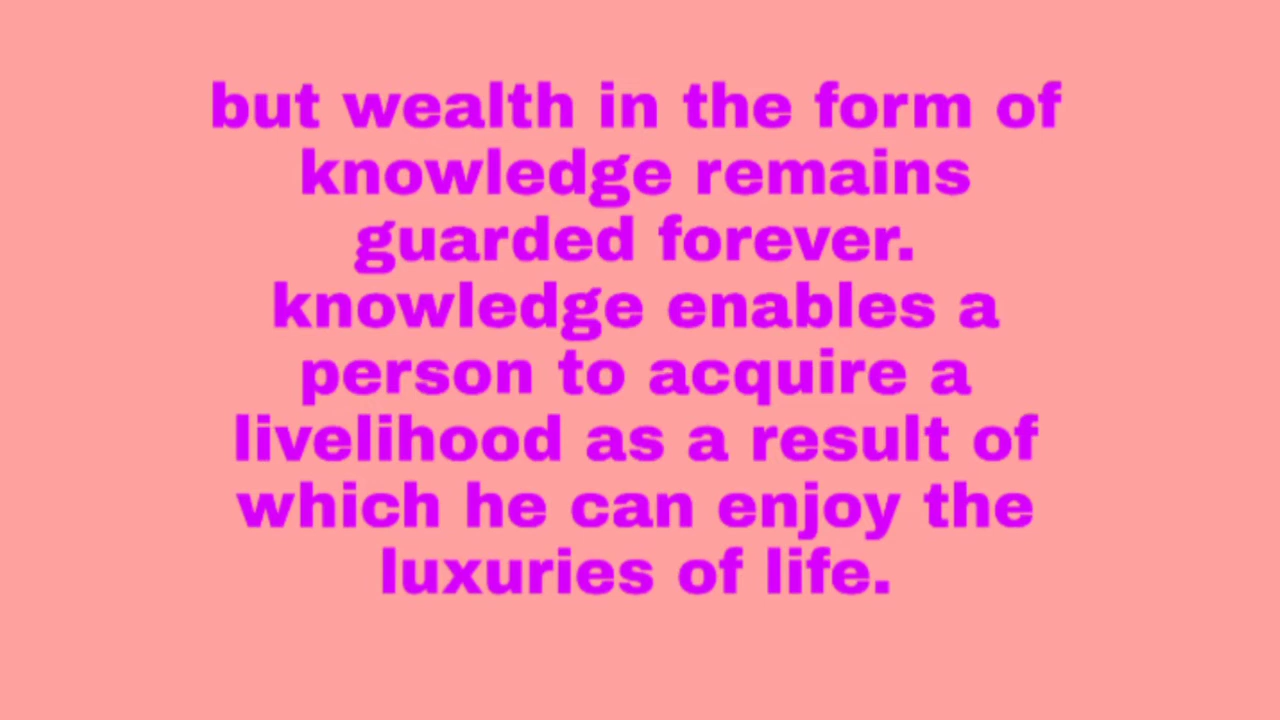 but wealth in the form of
knowledge remains
guarded forever.
knowledge enables a
person to acquire a
livelihood as a result of
which he can enjoy the
luxuries of life.